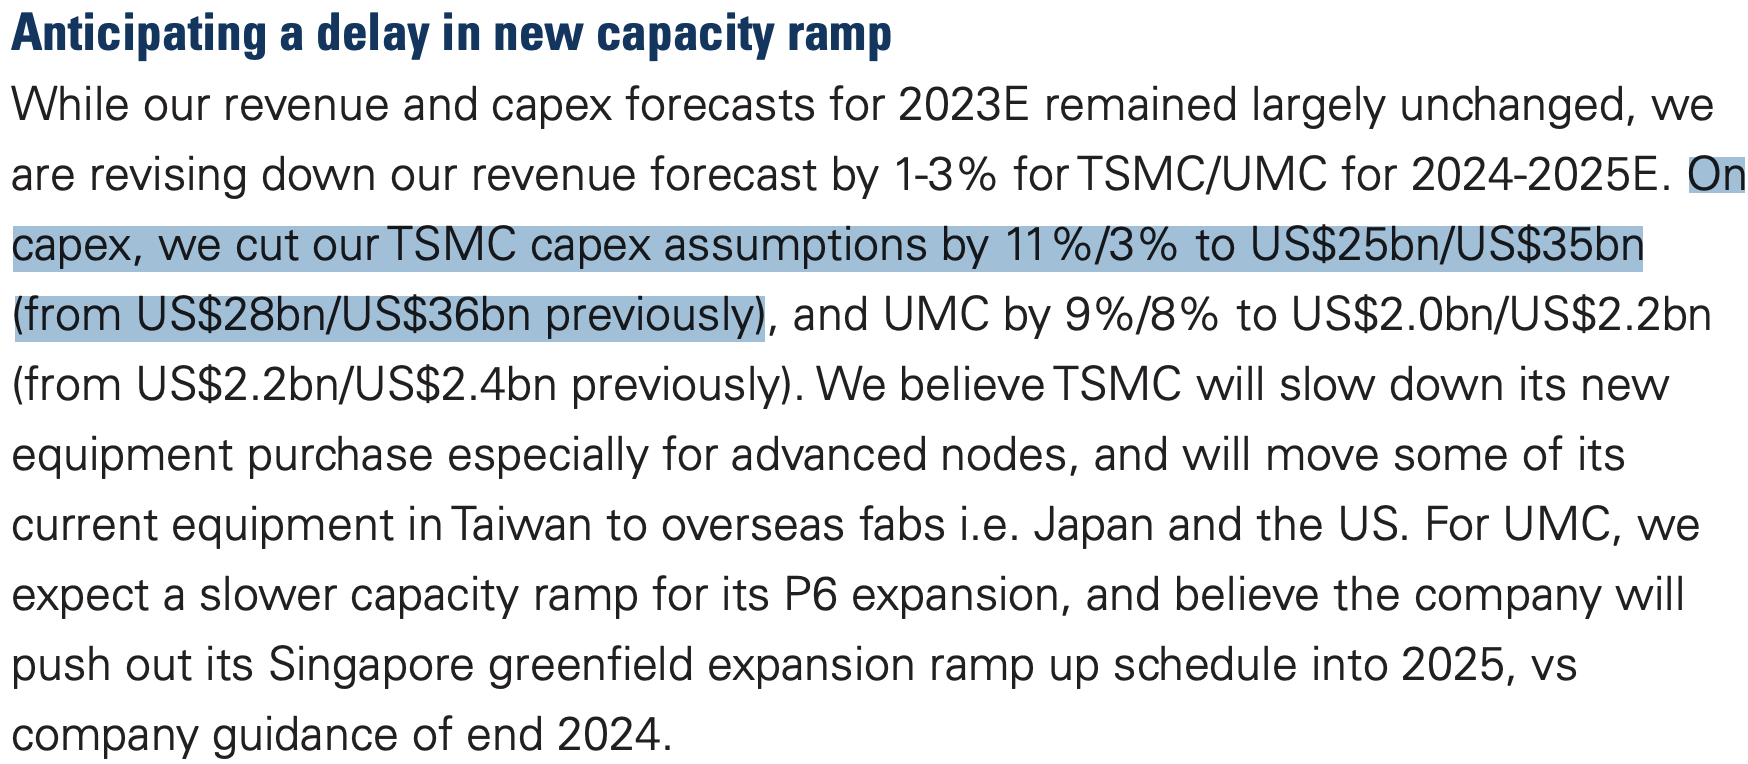 Anticipating a delay in new capacity ramp
While our revenue and capex forecasts for 2023E remained largely unchanged, we
are revising down our revenue forecast by 1-3% for TSMC/UMC for 2024-2025E. On
capex, we cut our TSMC capex assumptions by 11%/3% to US$25bn/US$35bn
(from US$28bn/US$36bn previously), and UMC by 9%/8% to US$2.0bn/US$2.2bn
(from US$2.2bn/US$2.4bn previously). We believe TSMC will slow down its new
equipment purchase especially for advanced nodes, and will move some of its
current equipment in Taiwan to overseas fabs i.e. Japan and the US. For UMC, we
expect a slower capacity ramp for its P6 expansion, and believe the company will
push out its Singapore greenfield expansion ramp up schedule into 2025, vs
company guidance of end 2024.